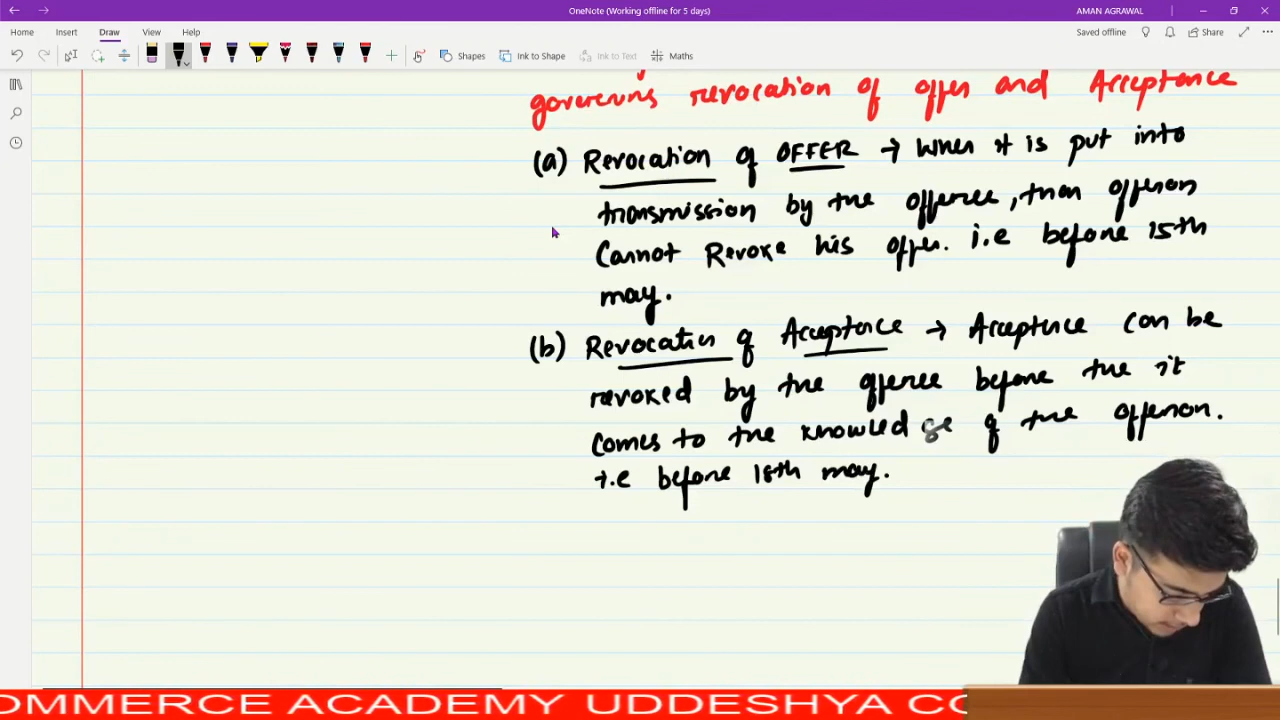 OneNote (Working offline for 5 days)
AMAN AGRAWAL
Home Insert Draw View Help
Saved offline
Share
Shapes
Ink to Shape
Ink to Text
Maths
governing revocation of offer and Acceptance
(a) Revocation of OFFER → When it is put into
transmission by the offeree, then offeror
Cannot Revoke his offer. i.e before 15th
may.
(b) Revocation of Acceptance → Acceptence can be
revoked by the offeree before the it
comes to the knowledge of the offeror.
i.e before 18th may.
OMMERCE ACADEMY UDDESHYA CO